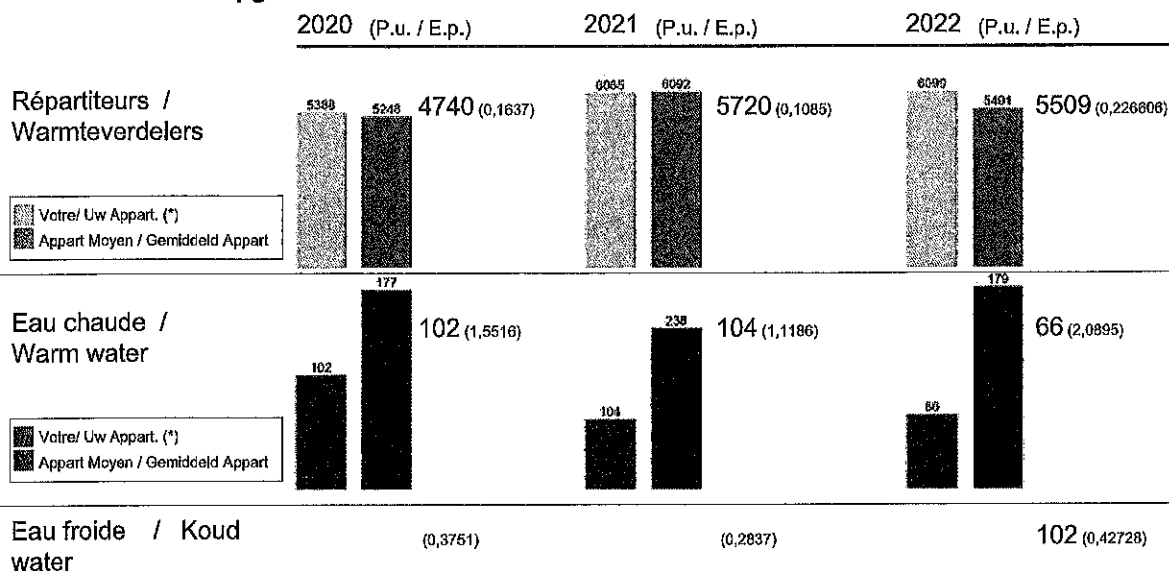 2020 (P.u. / E.p.) 2021 (P.u. / E.p.) 2022 (P.u. / E.p.)
Répartiteurs /
Warmteverdelers
5388 5248 4740 (0,1637) 6065 6092 5720 (0,1085) 6099 5491 5509 (0,226606)
Votre/ Uw Appart. (*)
Appart Moyen / Gemiddeld Appart
Eau chaude /
Warm water
102 177 102 (1,5516) 104 238 104 (1,1186) 66 179 66 (2,0895)
Votre/ Uw Appart. (*)
Appart Moyen / Gemiddeld Appart
Eau froide / Koud
water
(0,3751) (0,2837) 102 (0,42728)